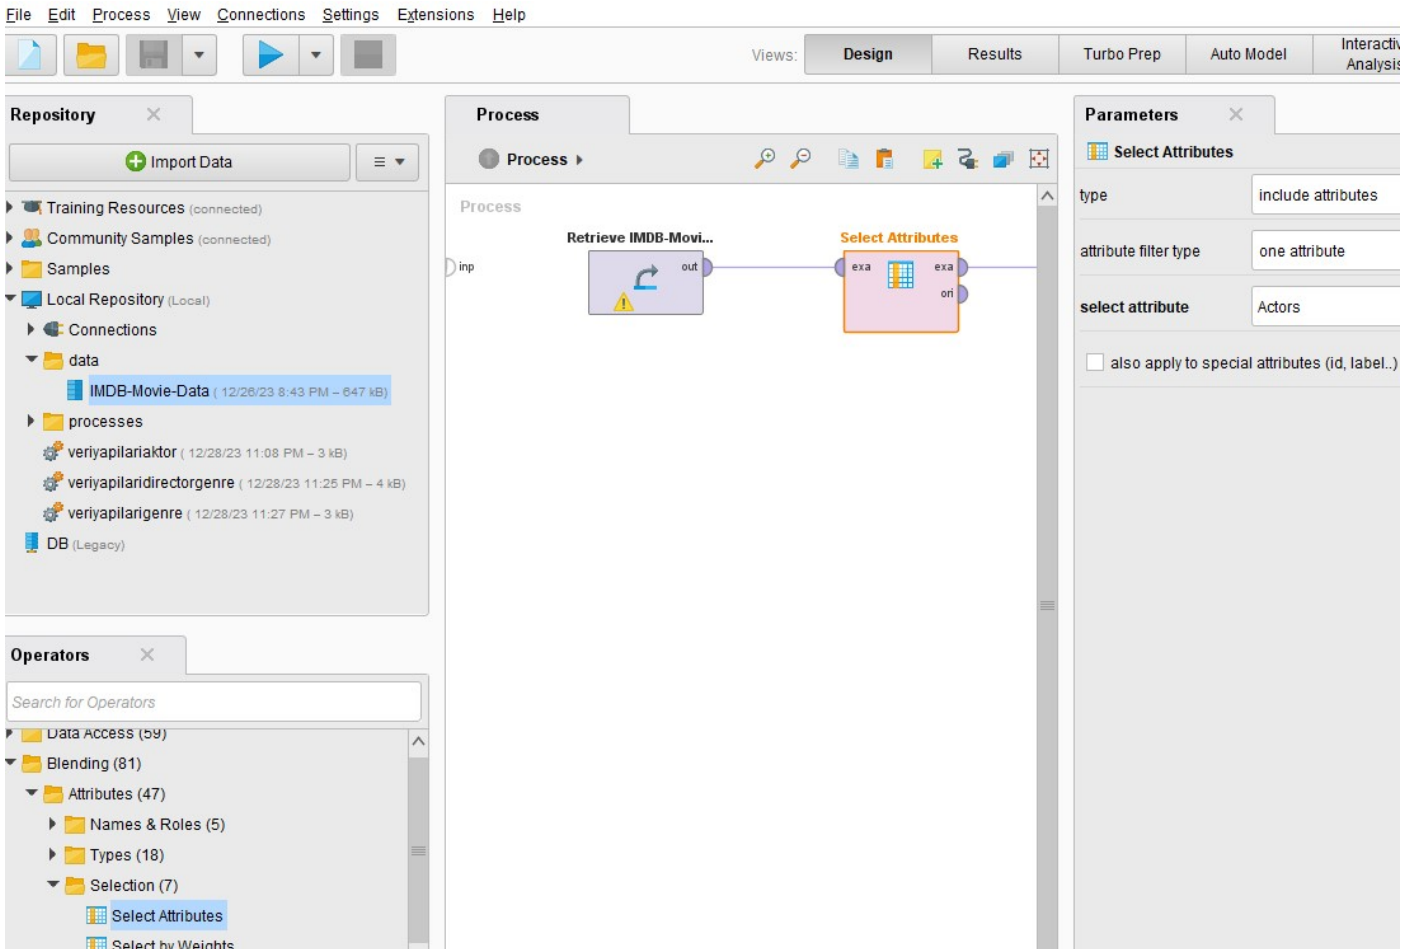 File Edit Process View Connections Settings Extensions Help
Views: Design Results Turbo Prep Auto Model
Repository
Import Data
Training Resources (connected)
Community Samples (connected)
Samples
Local Repository (Local)
Connections
data
IMDB-Movie-Data ( 12/26/23 8:43 PM – 647 kB)
processes
veriyapilariaktor ( 12/28/23 11:08 PM – 3 kB)
veriyapilaridirectorgenre ( 12/28/23 11:25 PM – 4 kB)
veriyapilarigenre ( 12/28/23 11:27 PM – 3 kB)
DB (Legacy)
Operators
Search for Operators
Data Access (59)
Blending (81)
Attributes (47)
Names & Roles (5)
Types (18)
Selection (7)
Select Attributes
Select by Weights
Process
Process
Process
Retrieve IMDB-Movi...
Select Attributes
inp
out
exa
exa
ori
Parameters
Select Attributes
type include attributes
attribute filter type one attribute
select attribute Actors
also apply to special attributes (id, label..)